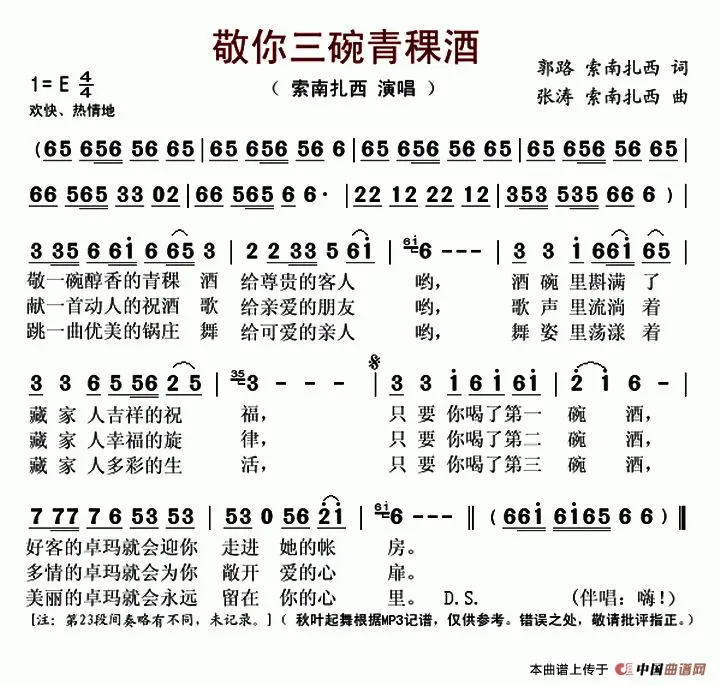 敬你三碗青稞酒
1=E 4/4
( 索南扎西 演唱 )
郭路 索南扎西 词
张涛 索南扎西 曲
欢快、热情地
(65 656 56 65|65 656 56 6|65 656 56 65|65 656 56 65|
66 565 33 02|66 565 6 6·|22 12 22 12|353 535 66 6)|
3 35 6 6i 6 65 3|2 2 33 5 6i|6i 6 - - -|3 3 i 66i 65|
敬一碗醇香的青稞 酒 给尊贵的客人 哟, 酒 碗 里斟满 了
献一首动人的祝酒 歌 给亲爱的朋友 哟, 歌 声 里流淌 着
跳一曲优美的锅庄 舞 给可爱的亲人 哟, 舞 姿 里荡漾 着
3 3 6 5 56 2 5|35 3 - - -|3 3 i6 i 6i|2 i 6 -|
藏 家 人吉祥的祝 福, 只 要 你喝了第一 碗 酒,
藏 家 人幸福的旋 律, 只 要 你喝了第二 碗 酒,
藏 家 人多彩的生 活, 只 要 你喝了第三 碗 酒,
7 77 76 53 53|53 0 56 2i|6i 6 - -‖(66i 6i65 6 6)‖
好客的卓玛就会迎你 走进 她的帐 房。
多情的卓玛就会为你 敞开 爱的心 扉。
美丽的卓玛就会永远 留在 你的心 里。 D.S. (伴唱: 嗨!)
[注: 第23段间奏略有不同, 未记录。] ( 秋叶起舞根据MP3记谱, 仅供参考。错误之处, 敬请批评指正。)
本曲谱上传于 中国曲谱网